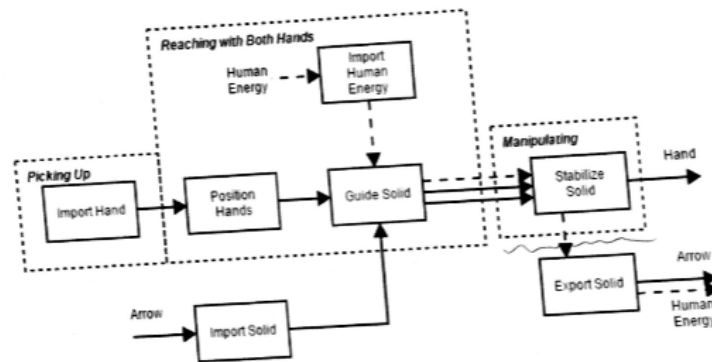 Reaching with Both Hands
Human
Energy
Import
Human
Energy
Picking Up
Import Hand
Position
Hands
Guide Solid
Manipulating
Stabilize
Solid
Hand
Arrow
Import Solid
Export Solid
Arrow
Human
Energy